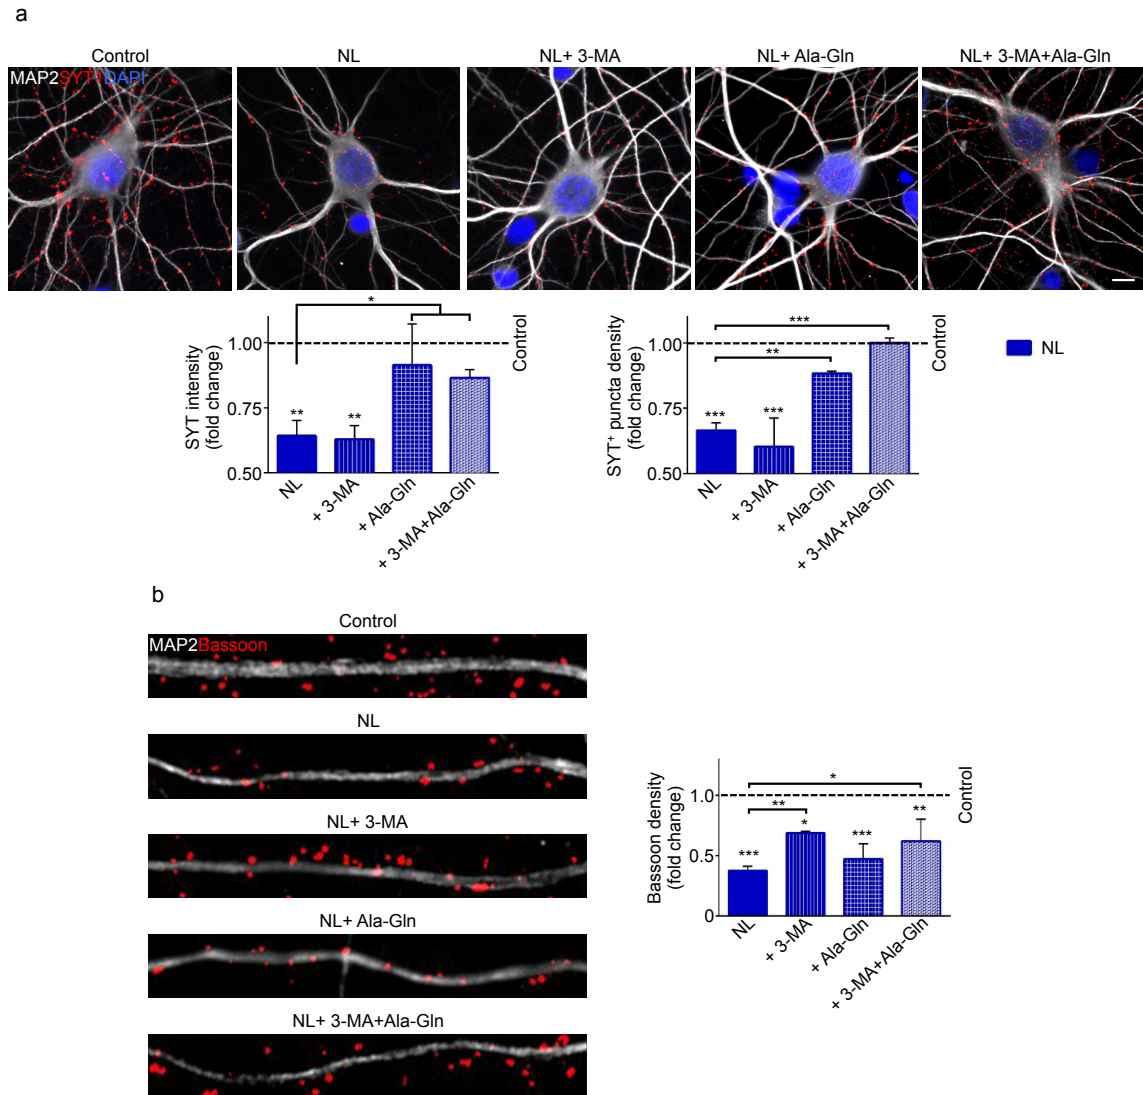 a
Control
NL
NL+ 3-MA
NL+ Ala-Gln
NL+ 3-MA+Ala-Gln
MAP2SYT1DAPI
*
1.00
0.75
0.50
SYT intensity
(fold change)
**
**
Control
NL
+ 3-MA
+ Ala-Gln
+ 3-MA+Ala-Gln
***
**
1.00
0.75
0.50
SYT⁺ puncta density
(fold change)
***
***
Control
NL
+ 3-MA
+ Ala-Gln
+ 3-MA+Ala-Gln
NL
b
Control
MAP2Bassoon
NL
NL+ 3-MA
NL+ Ala-Gln
NL+ 3-MA+Ala-Gln
*
**
1.0
0.5
0
Bassoon density
(fold change)
***
*
***
**
Control
NL
+ 3-MA
+ Ala-Gln
+ 3-MA+Ala-Gln